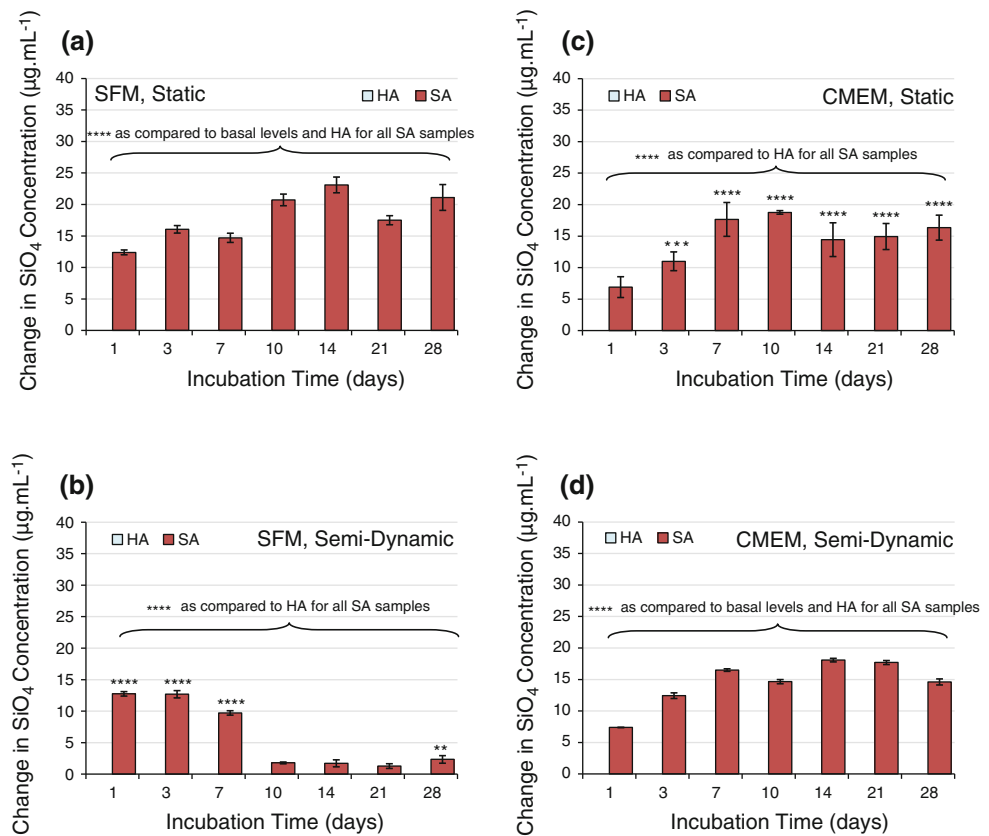 (a)
Change in SiO4 Concentration (µg.mL-1)
40
35
30
25
20
15
10
5
0
SFM, Static
HA SA
**** as compared to basal levels and HA for all SA samples
1 3 7 10 14 21 28
Incubation Time (days)
(c)
Change in SiO4 Concentration (µg.mL-1)
40
35
30
25
20
15
10
5
0
HA SA
CMEM, Static
**** as compared to HA for all SA samples
*** **** **** **** **** ****
1 3 7 10 14 21 28
Incubation Time (days)
(b)
Change in SiO4 Concentration (µg.mL-1)
40
35
30
25
20
15
10
5
0
HA SA
SFM, Semi-Dynamic
**** as compared to HA for all SA samples
**** **** **** **
1 3 7 10 14 21 28
Incubation Time (days)
(d)
Change in SiO4 Concentration (µg.mL-1)
40
35
30
25
20
15
10
5
0
HA SA
CMEM, Semi-Dynamic
**** as compared to basal levels and HA for all SA samples
1 3 7 10 14 21 28
Incubation Time (days)